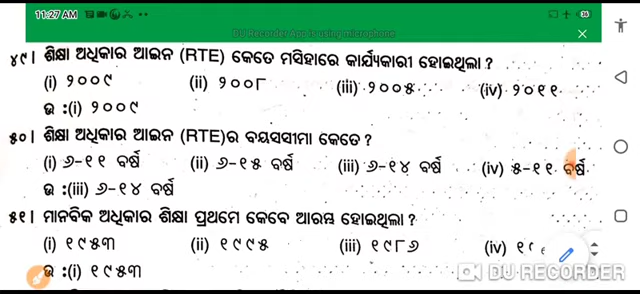 11:27 AM
36
DU Recorder App is using microphone
୪୯। ଶିକ୍ଷା ଅଧିକାର ଆଇନ (RTE) କେତେ ମସିହାରେ କାର୍ଯ୍ୟକାରୀ ହୋଇଥିଲା ?
(i) ୨୦୦୯ (ii) ୨୦୦୮ (iii) ୨୦୦୫ (iv) ୨୦୧୧
ଉ :(i) ୨୦୦୯
୫୦। ଶିକ୍ଷା ଅଧିକାର ଆଇନ (RTE)ର ବୟସସୀମା କେତେ ?
(i) ୬-୧୧ ବର୍ଷ (ii) ୬-୧୫ ବର୍ଷ (iii) ୬-୧୪ ବର୍ଷ (iv) ୫-୧୧ ବର୍ଷ
ଉ :(iii) ୬-୧୪ ବର୍ଷ
୫୧। ମାନବିକ ଅଧିକାର ଶିକ୍ଷା ପ୍ରଥମେ କେବେ ଆରମ୍ଭ ହୋଇଥିଲା ?
(i) ୧୯୫୩ (ii) ୧୯୯୫ (iii) ୧୯୮୬ (iv)
ଉ :(i) ୧୯୫୩
DU RECORDER